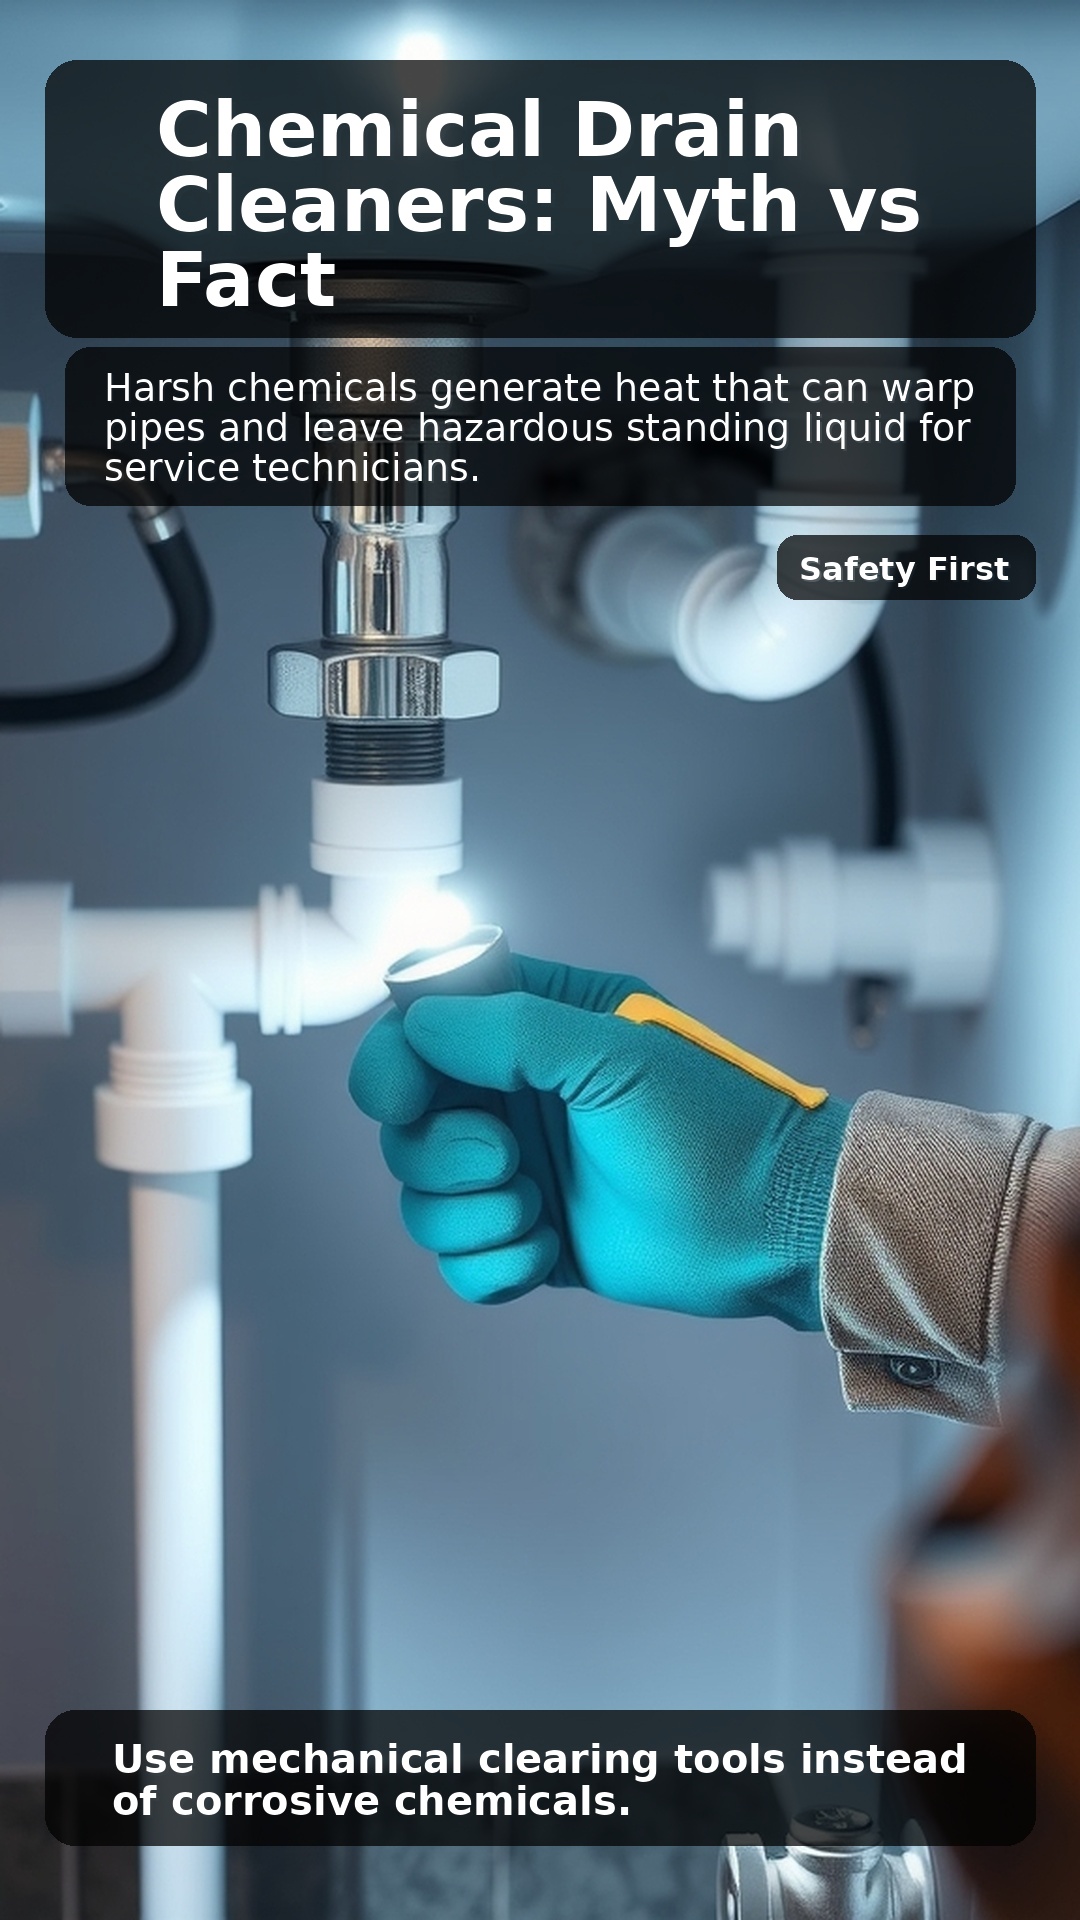 Chemical Drain
Cleaners: Myth vs
Fact
Harsh chemicals generate heat that can warp
pipes and leave hazardous standing liquid for
service technicians.
Safety First
Use mechanical clearing tools instead
of corrosive chemicals.